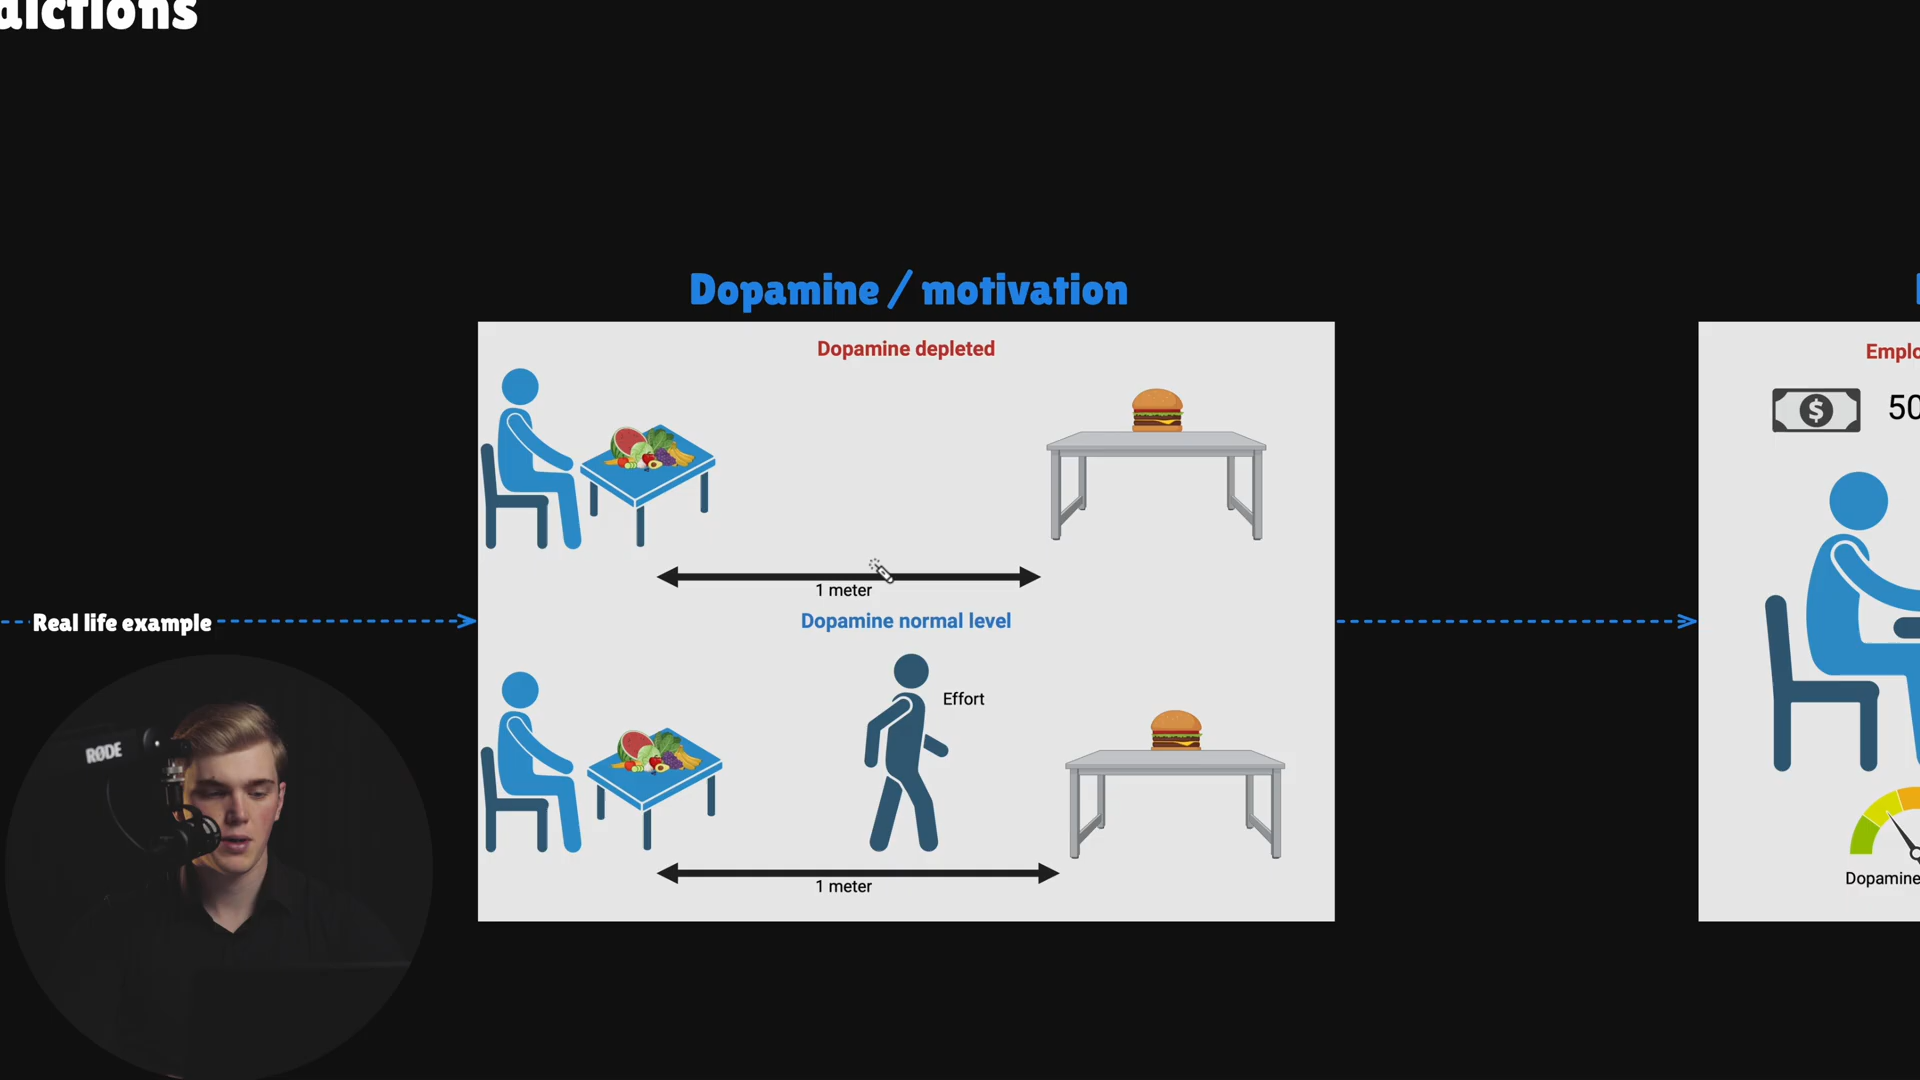 dictions
Dopamine / motivation
Dopamine depleted
1 meter
Dopamine normal level
Effort
1 meter
Real life example
RØDE
Emplo
$
50
Dopamine